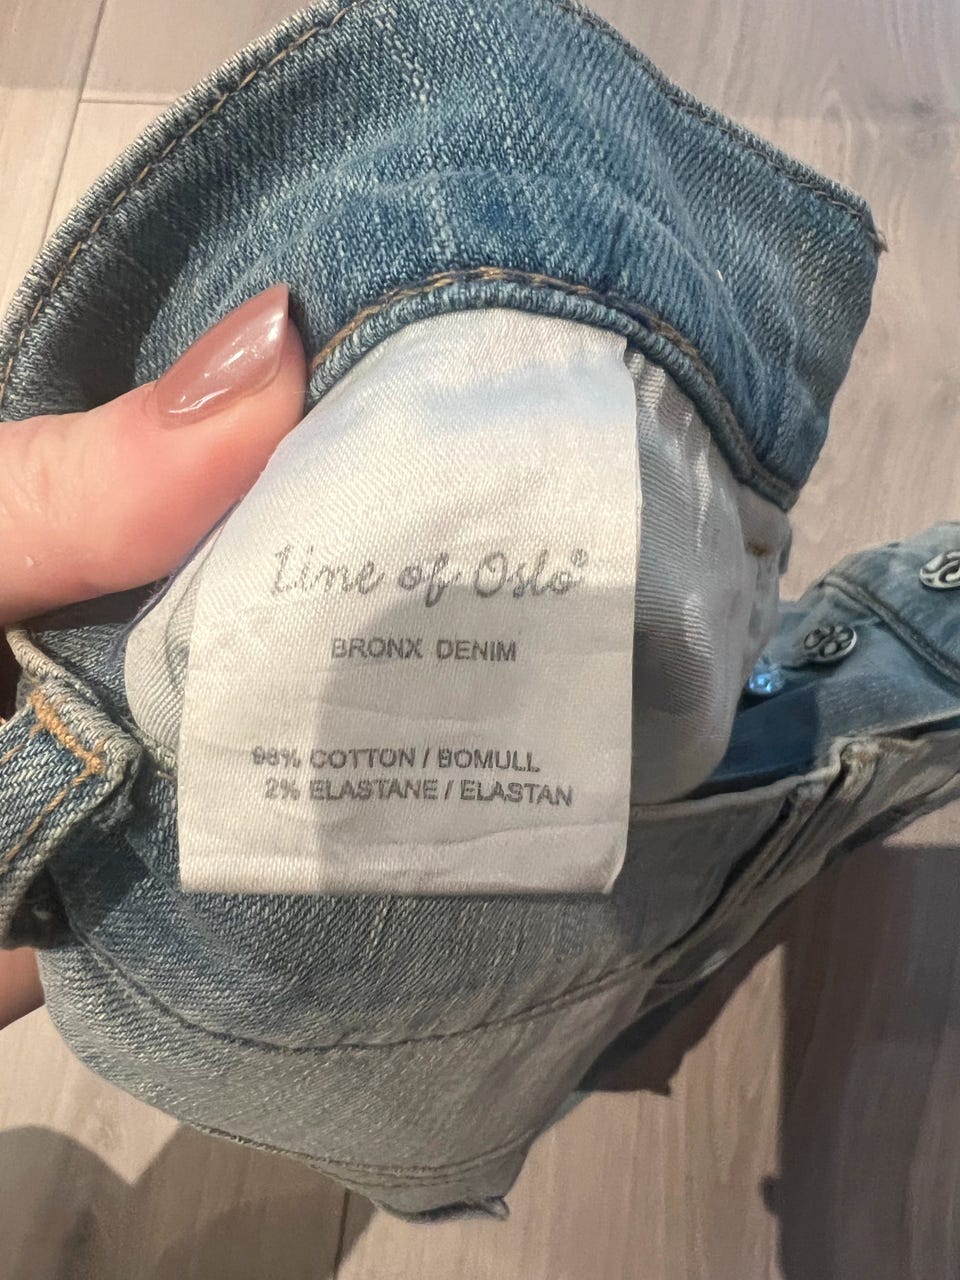 Line of Oslo®
BRONX DENIM
98% COTTON / BOMULL
2% ELASTANE / ELASTAN